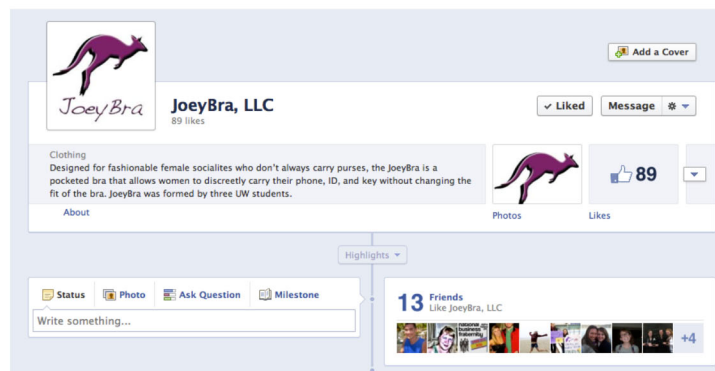 Add a Cover
JoeyBra
JoeyBra, LLC
89 likes
Liked
Message
Clothing
Designed for fashionable female socialites who don't always carry purses, the JoeyBra is a
pocketed bra that allows women to discreetly carry their phone, ID, and key without changing the
fit of the bra. JoeyBra was formed by three UW students.
About
Photos
89
Likes
Highlights
Status
Photo
Ask Question
Milestone
Write something...
13 Friends
Like JoeyBra, LLC
national
business
fraternity
+4